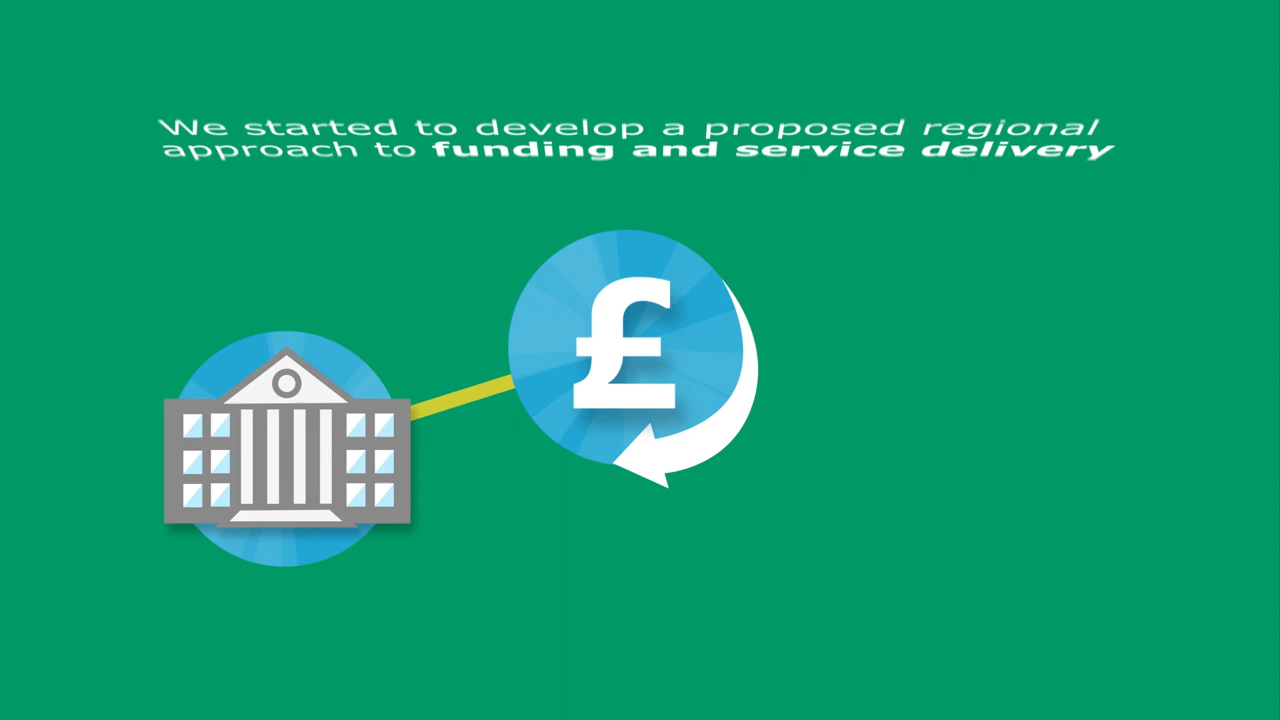 We started to develop a proposed regional
approach to funding and service delivery
£